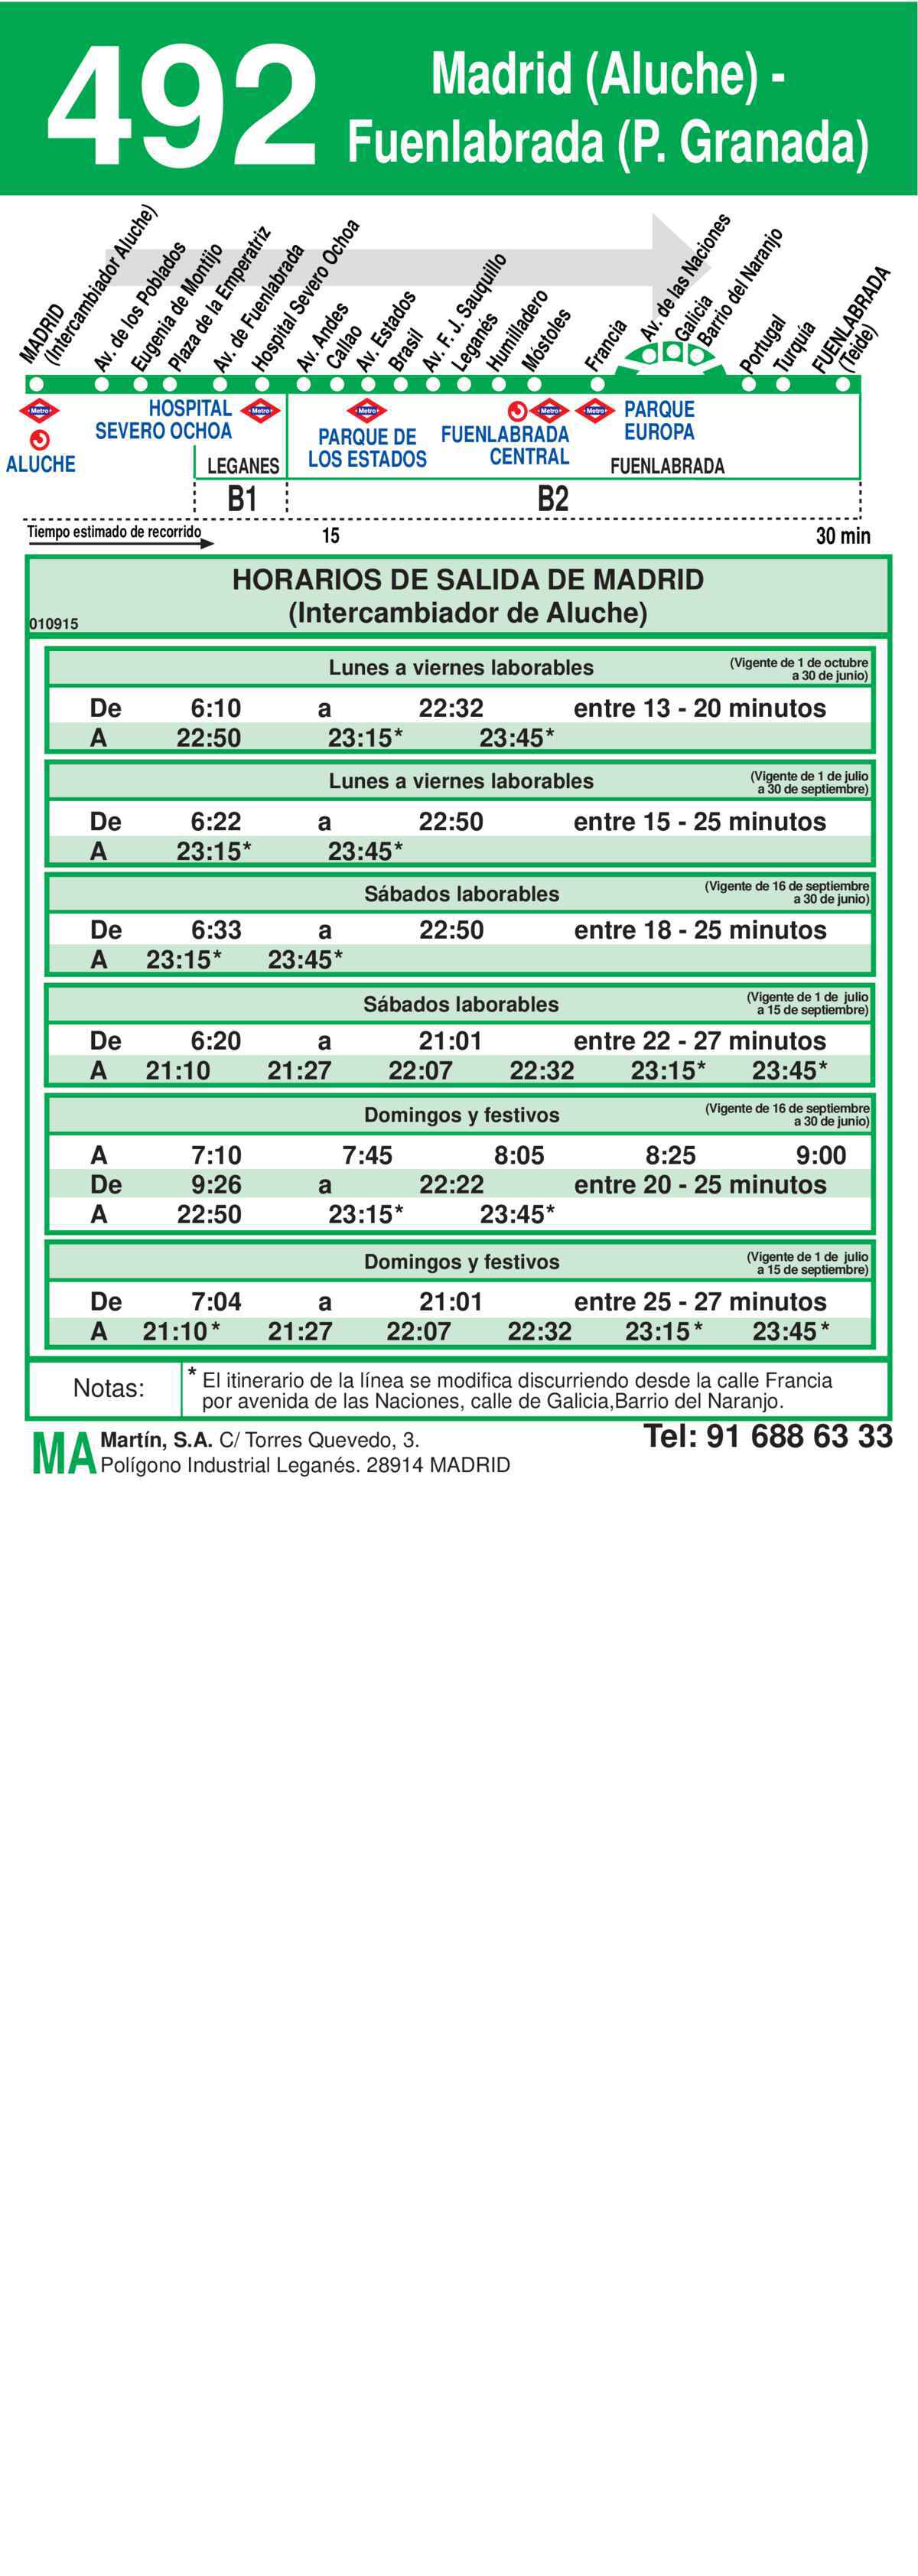 492
Madrid (Aluche) -
Fuenlabrada (P. Granada)
MADRID
(Intercambiador Aluche)
Av. de los Poblados
Eugenia de Montijo
Plaza de la Emperatriz
Av. de Fuenlabrada
Hospital Severo Ochoa
Av. Andes
Callao
Av. Estados
Brasil
Av. F. J. Sauquillo
Leganés
Humilladero
Móstoles
Francia
Av. de las Naciones
Galicia
Barrio del Naranjo
Portugal
Turquía
FUENLABRADA
(Teide)
Metro
ALUCHE
HOSPITAL Metro
SEVERO OCHOA
Metro
PARQUE DE
LOS ESTADOS
Metro
FUENLABRADA
CENTRAL
Metro PARQUE
EUROPA
LEGANES
FUENLABRADA
B1 B2
Tiempo estimado de recorrido 15 30 min
HORARIOS DE SALIDA DE MADRID
(Intercambiador de Aluche)
010915
Lunes a viernes laborables (Vigente de 1 de octubre
a 30 de junio)
De 6:10 a 22:32 entre 13 - 20 minutos
A 22:50 23:15* 23:45*
Lunes a viernes laborables (Vigente de 1 de julio
a 30 de septiembre)
De 6:22 a 22:50 entre 15 - 25 minutos
A 23:15* 23:45*
Sábados laborables (Vigente de 16 de septiembre
a 30 de junio)
De 6:33 a 22:50 entre 18 - 25 minutos
A 23:15* 23:45*
Sábados laborables (Vigente de 1 de julio
a 15 de septiembre)
De 6:20 a 21:01 entre 22 - 27 minutos
A 21:10 21:27 22:07 22:32 23:15* 23:45*
Domingos y festivos (Vigente de 16 de septiembre
a 30 de junio)
A 7:10 7:45 8:05 8:25 9:00
De 9:26 a 22:22 entre 20 - 25 minutos
A 22:50 23:15* 23:45*
Domingos y festivos (Vigente de 1 de julio
a 15 de septiembre)
De 7:04 a 21:01 entre 25 - 27 minutos
A 21:10* 21:27 22:07 22:32 23:15* 23:45*
Notas: * El itinerario de la línea se modifica discurriendo desde la calle Francia
por avenida de las Naciones, calle de Galicia,Barrio del Naranjo.
MA Martín, S.A. C/ Torres Quevedo, 3.
Polígono Industrial Leganés. 28914 MADRID
Tel: 91 688 63 33